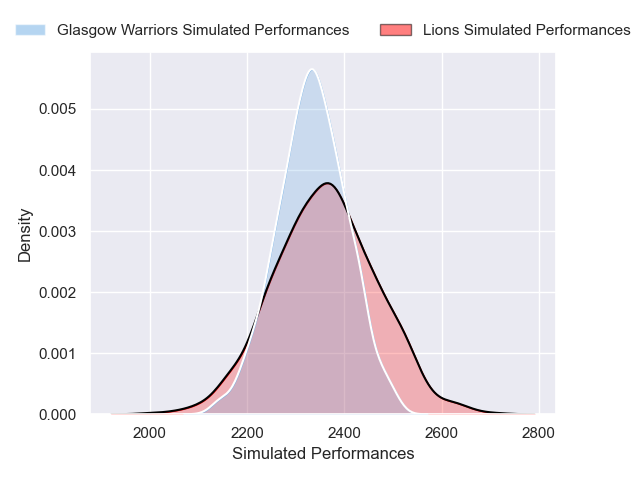 Glasgow Warriors Simulated Performances Lions Simulated Performances
0.005
0.004
0.003
0.002
0.001
0.000
Density
2000 2200 2400 2600 2800
Simulated Performances